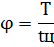 φ = T
tц